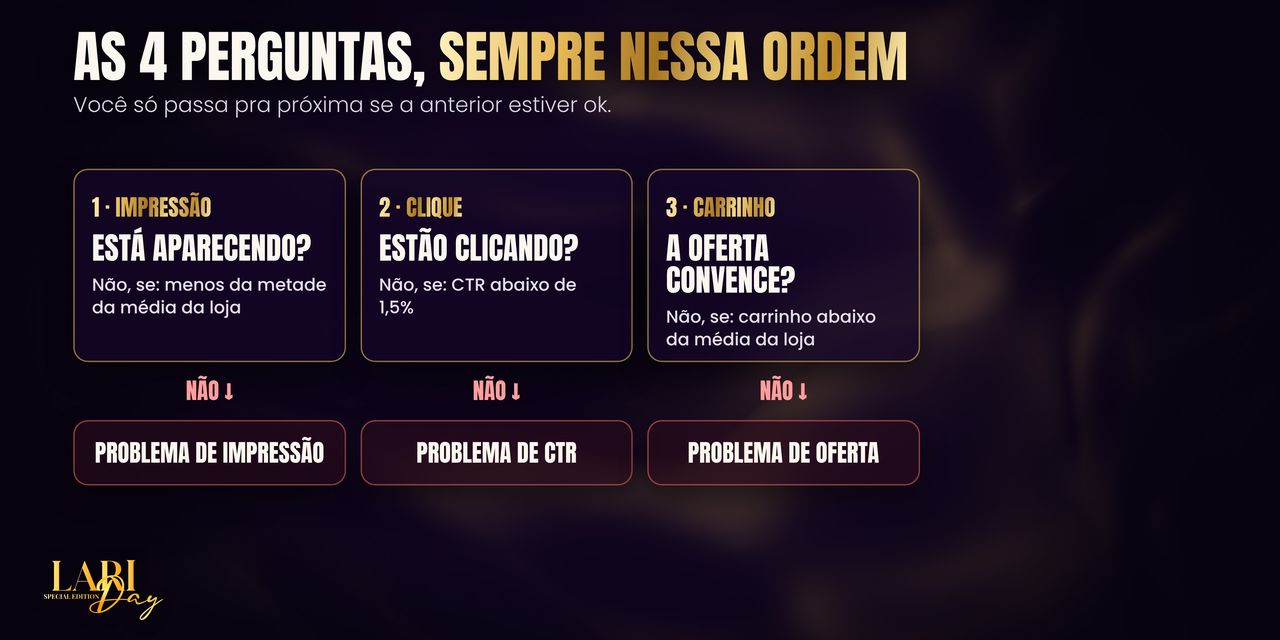 AS 4 PERGUNTAS, SEMPRE NESSA ORDEM
Você só passa pra próxima se a anterior estiver ok.
1 · IMPRESSÃO
ESTÁ APARECENDO?
Não, se: menos da metade
da média da loja
NÃO ↓
PROBLEMA DE IMPRESSÃO
2 · CLIQUE
ESTÃO CLICANDO?
Não, se: CTR abaixo de
1,5%
NÃO ↓
PROBLEMA DE CTR
3 · CARRINHO
A OFERTA
CONVENCE?
Não, se: carrinho abaixo
da média da loja
NÃO ↓
PROBLEMA DE OFERTA
LABI
SPECIAL EDITION
Day